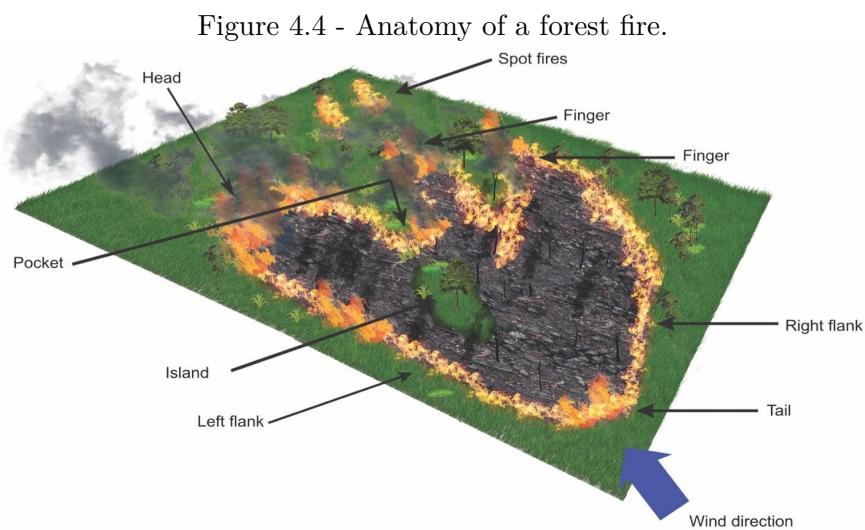 Figure 4.4 - Anatomy of a forest fire.
Spot fires
Head
Finger
Finger
Pocket
Right flank
Island
Tail
Left flank
Wind direction